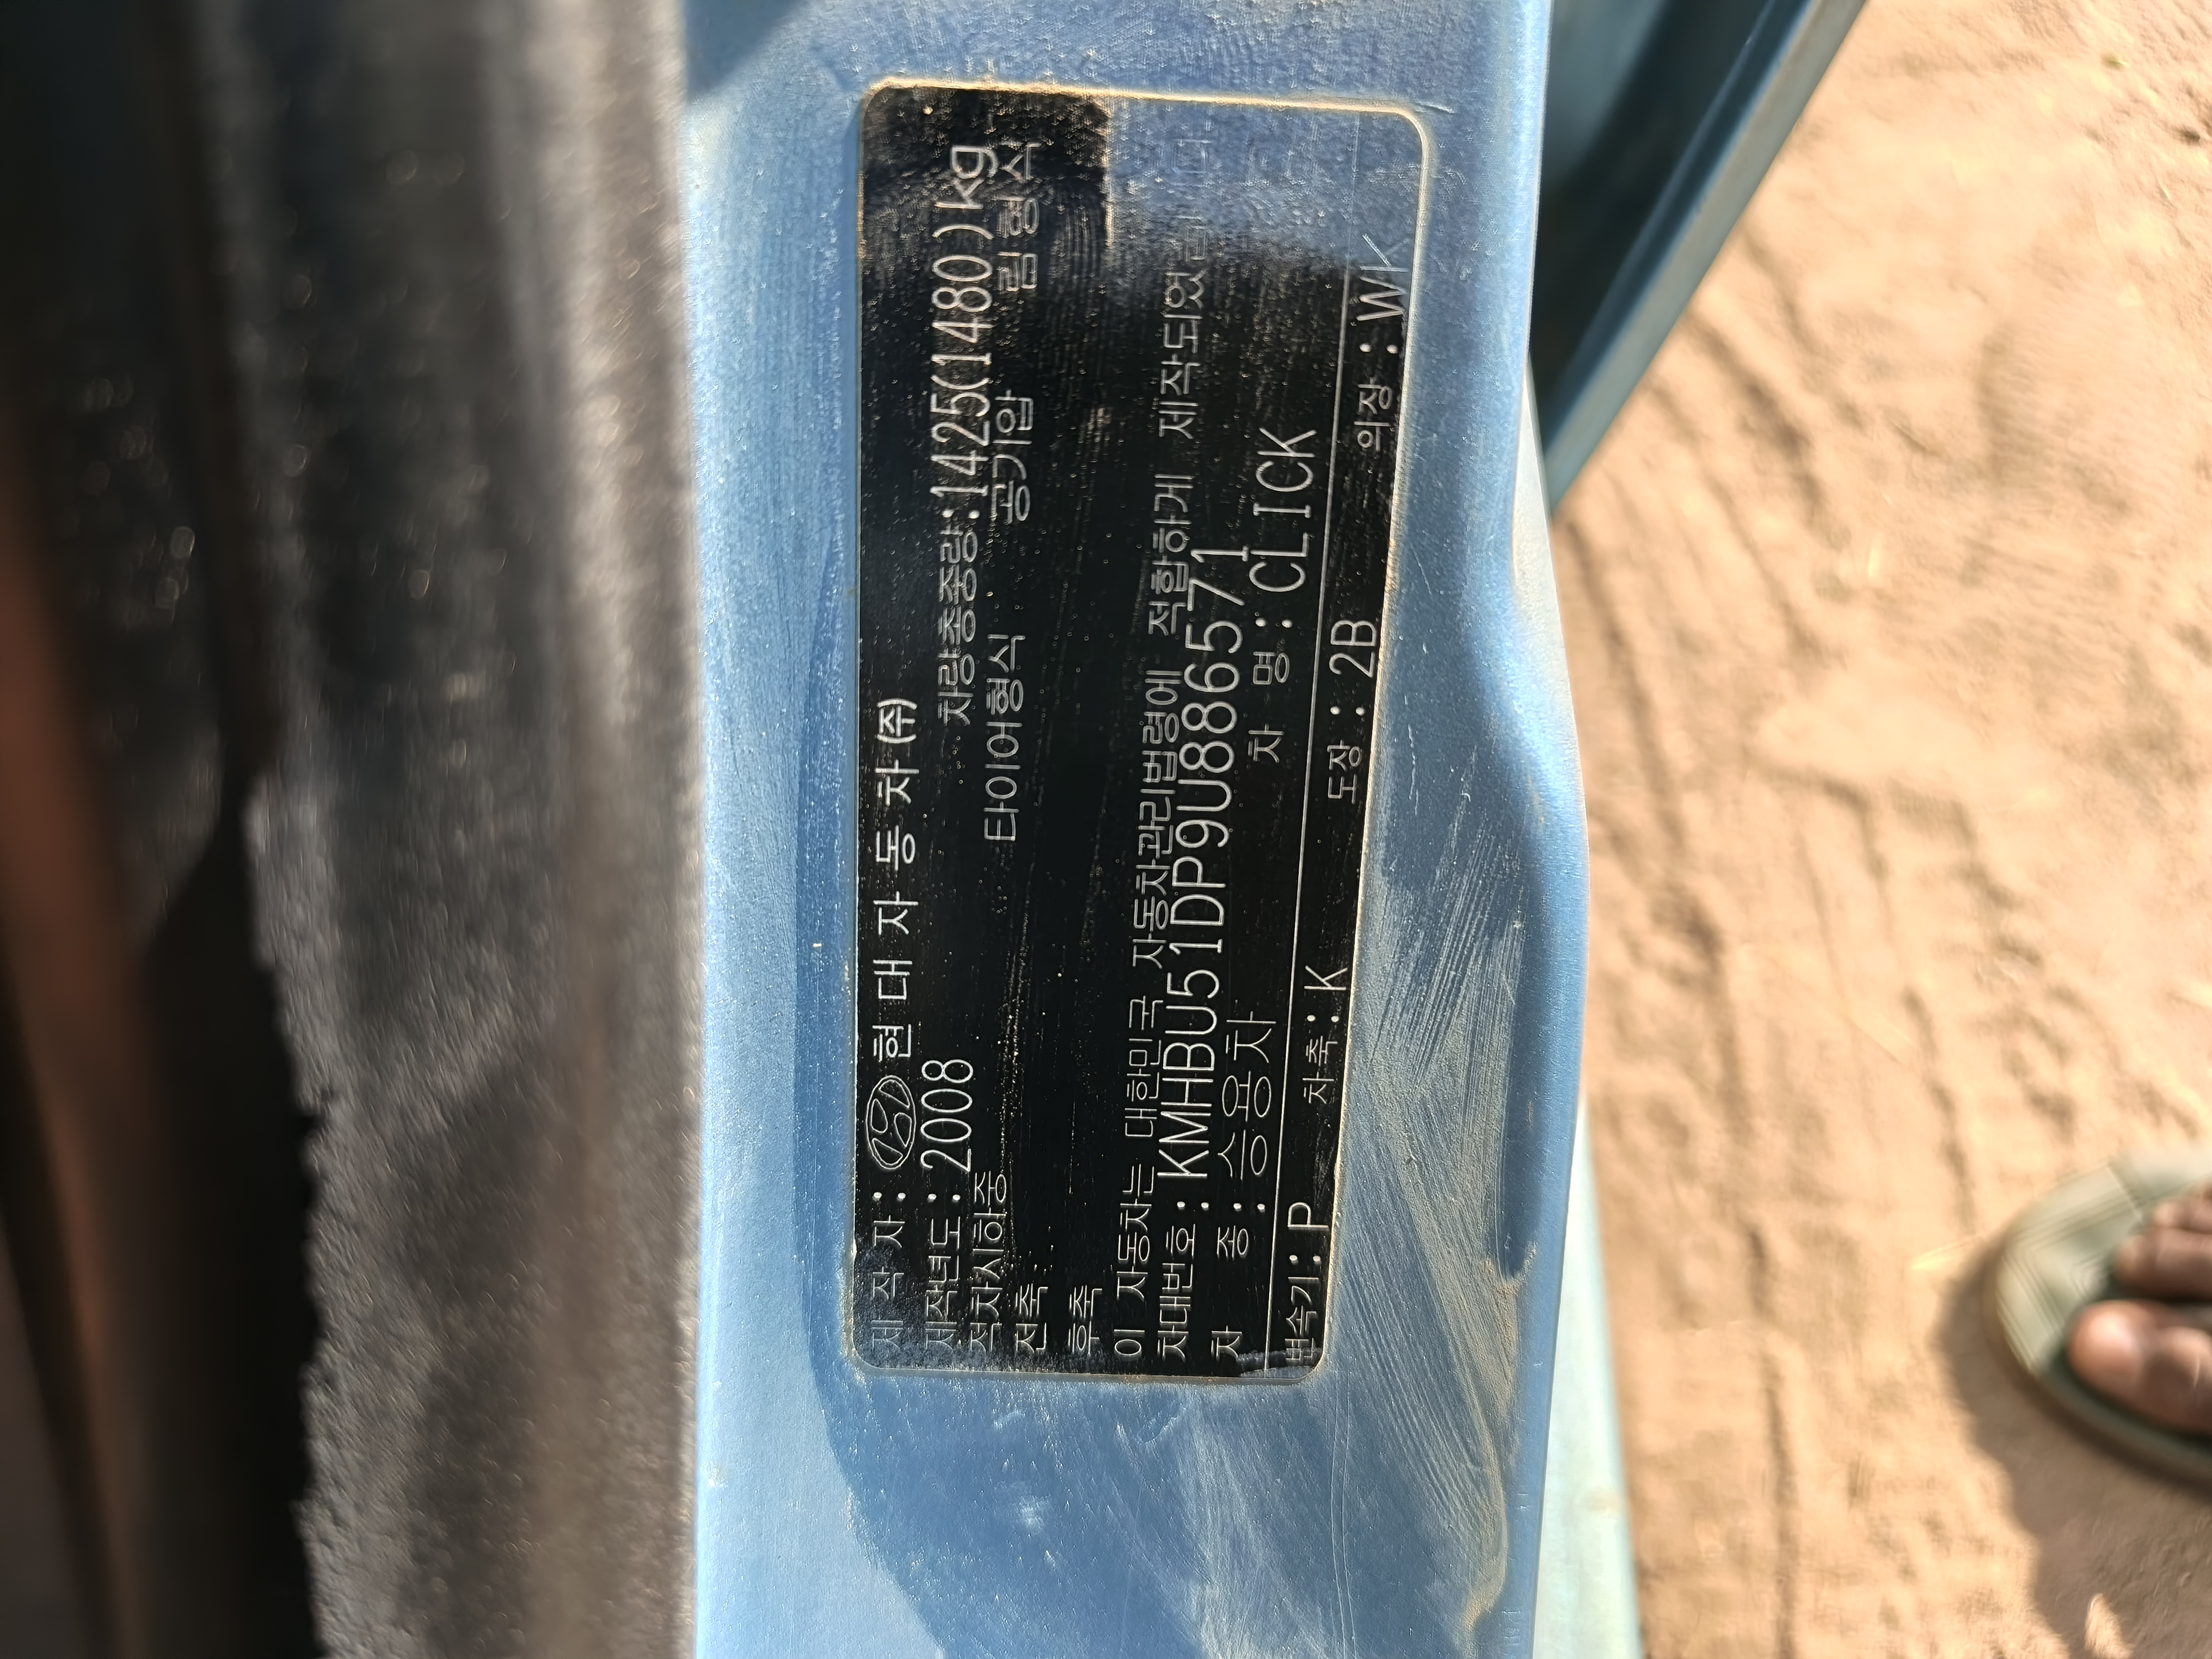 제 작 자 : 현 대 자 동 차 (주)
제작년도 : 2008 차량총중량:1425(1480)kg
적차시하중 타이어형식 공기압 림형식
전축
후축
이 자동차는 대한민국 자동차관리법령에 적합하게 제작되었
차대번호 : KMHBU51DP9U886571
차 종 : 승용차 차 명 : CLICK
변속기 : P 차축 : K 도장 : 2B 의장 : WK